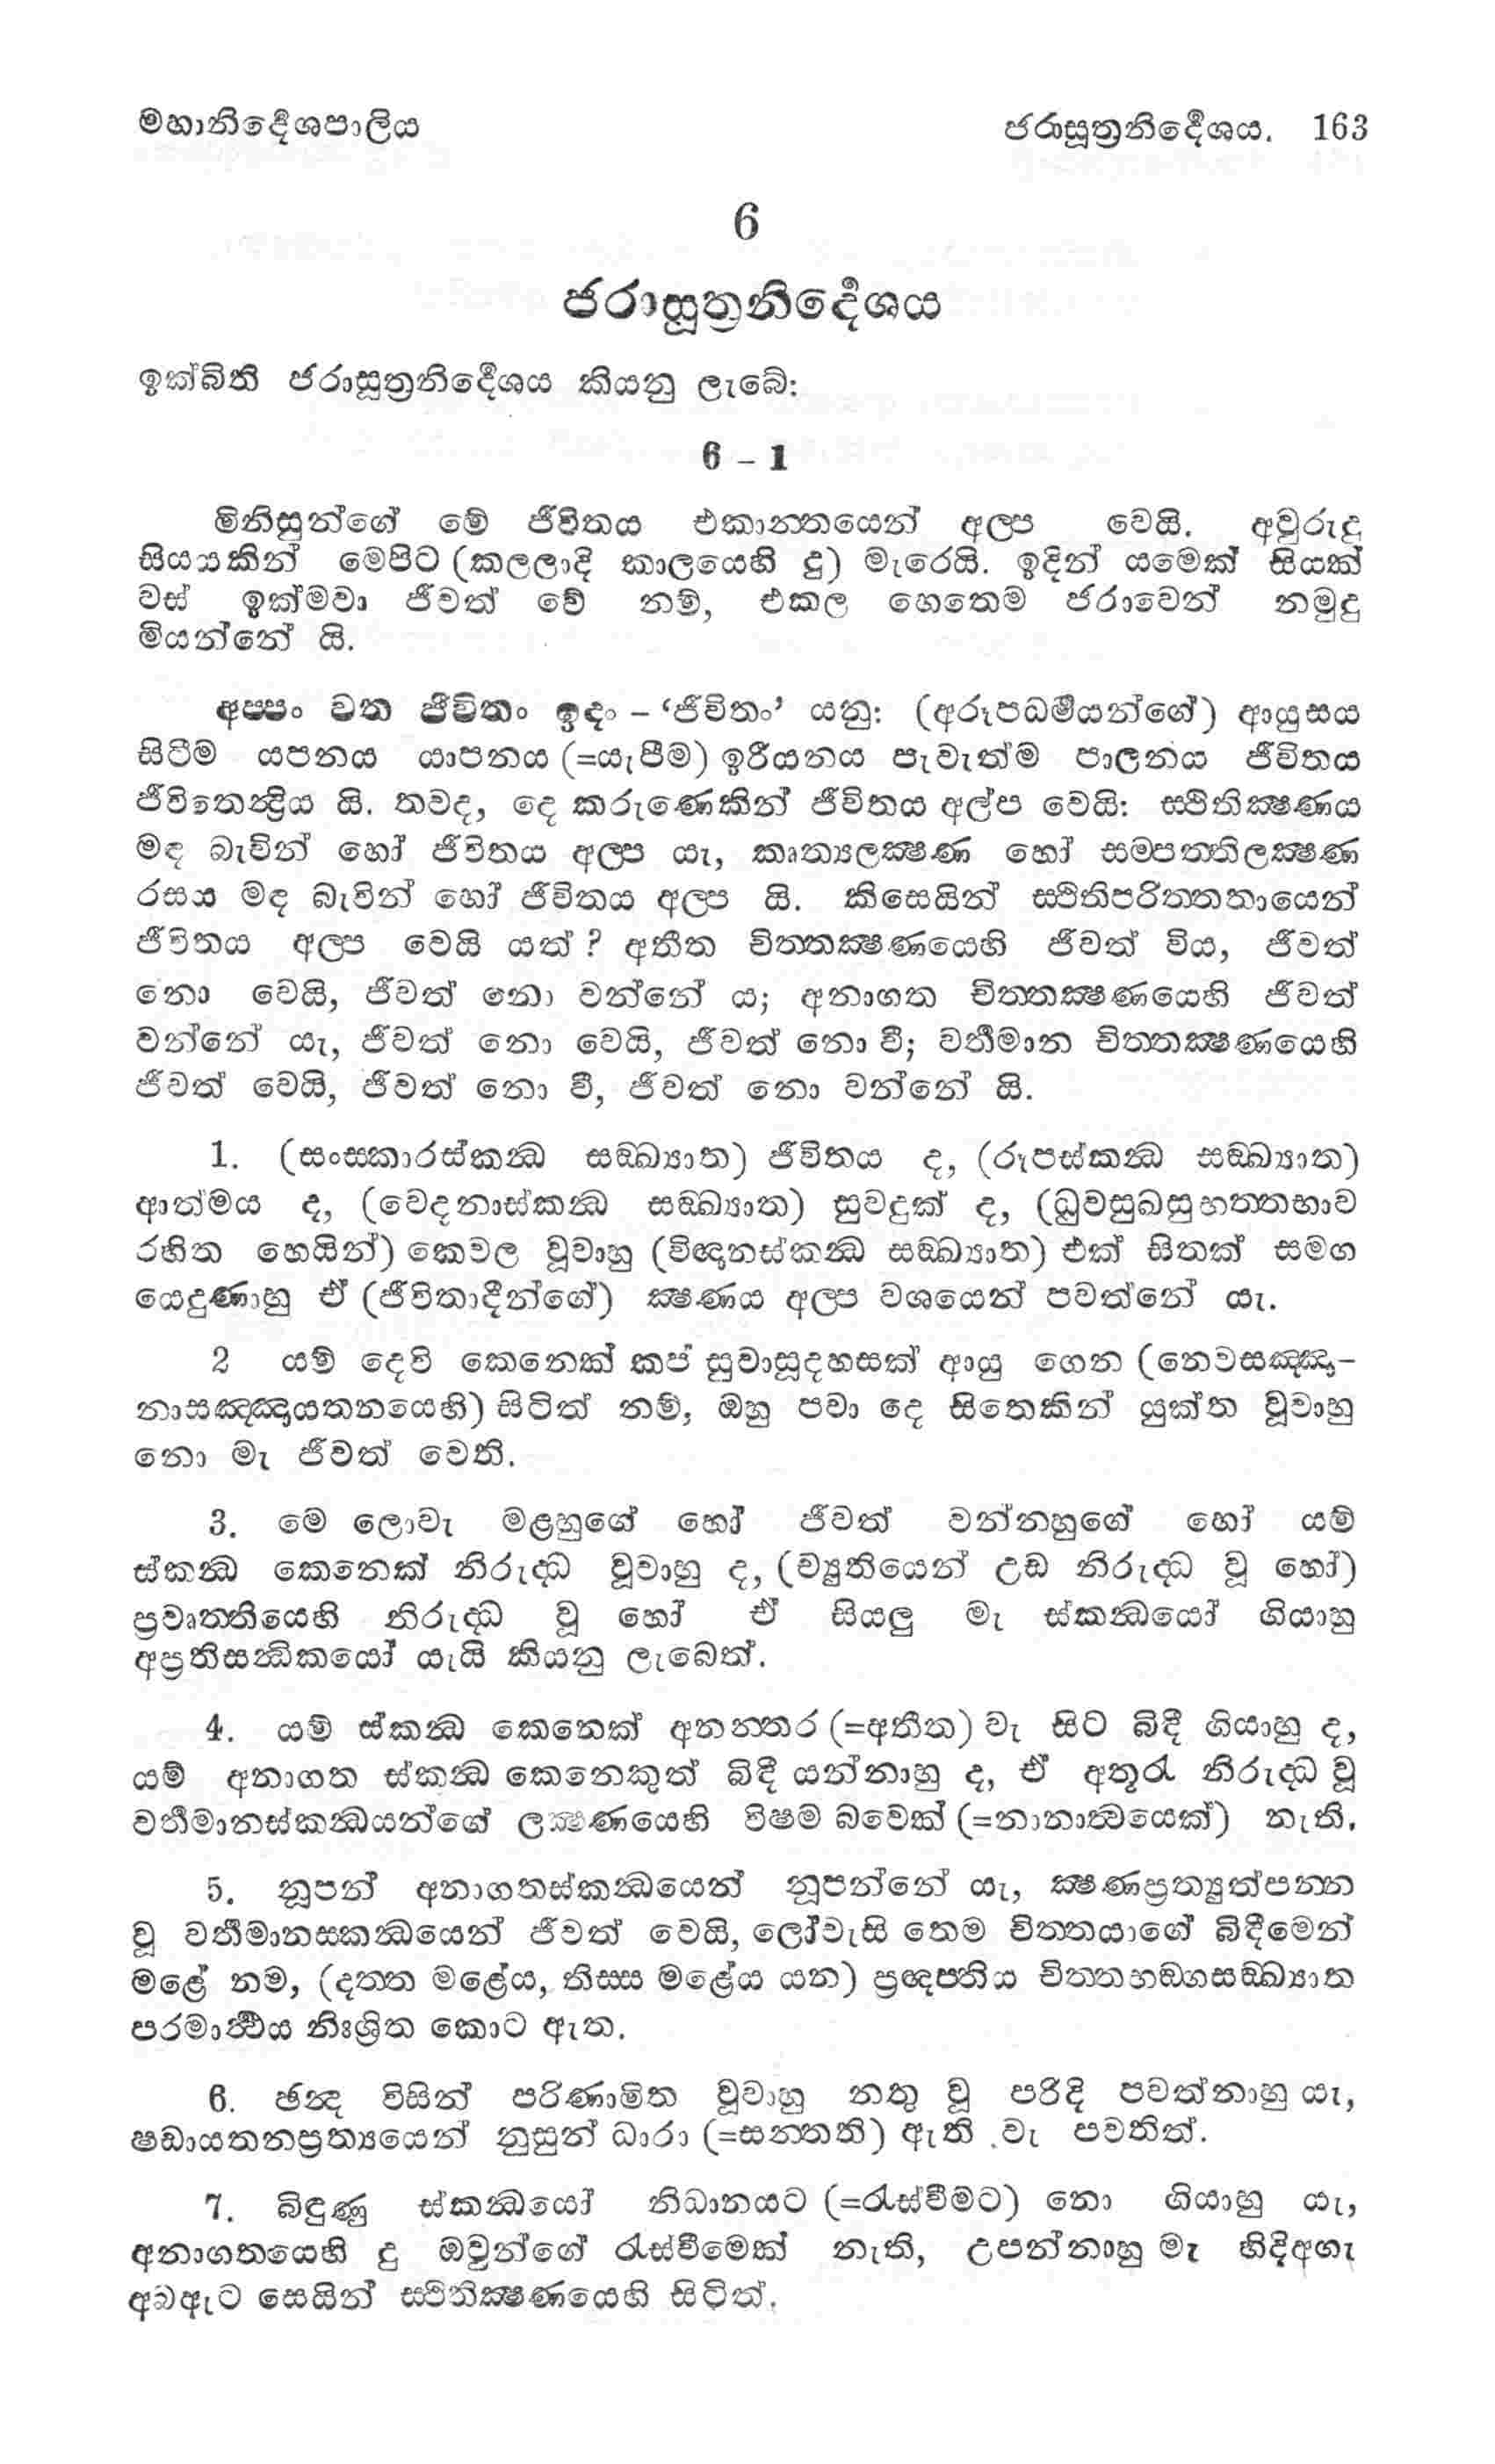 මහානිර්දේශපාලිය ජරාසූත්‍රනිර්දේශය. 163
6
ජරාසූත්‍රනිර්දේශය
ඉක්බිති ජරාසූත්‍රනිර්දේශය කියනු ලැබේ:
6 – 1
මිනිසුන්ගේ මේ ජීවිතය එකාන්‍තයෙන් අල්‍ප වෙයි. අවුරුදු
සියයකින් මෙපිට (කලලාදි කාලයෙහි දු) මැරෙයි. ඉදින් යමෙක් සියක්
වස් ඉක්මවා ජීවත් වේ නම්, එකල හෙතෙම ජරාවෙන් නමුදු
මියන්නේ යි.
අප්‍පං වත ජීවිතං ඉදං – ‘ජීවිතං’ යනු: (අරූපධර්‍මීයන්ගේ) ආයුසය
සිටීම යපනය යාපනය (=යැපීම) ඉරීයනය පැවැත්ම පාලනය ජීවිතය
ජීවිතෙන්‍ද්‍රිය යි. තවද, දෙ කරුණෙකින් ජීවිතය අල්ප වෙයි: ස්‍ථිතික්‍ෂණය
මඳ බැවින් හෝ ජීවිතය අල්‍ප යැ, කෘත්‍යලක්‍ෂණ හෝ සම්‍පත්‍තිලක්‍ෂණ
රසය මඳ බැවින් හෝ ජීවිතය අල්‍ප යි. කිසෙයින් ස්‍ථිතිපරිත්‍තතායෙන්
ජීවිතය අල්‍ප වෙයි යත් ? අතීත චිත්‍තක්‍ෂණයෙහි ජීවත් විය, ජීවත්
නො වෙයි, ජීවත් නො වන්නේ ය; අනාගත චිත්‍තක්‍ෂණයෙහි ජීවත්
වන්නේ යැ, ජීවත් නො වෙයි, ජීවත් නො වී; වර්‍තමාන චිත්‍තක්‍ෂණයෙහි
ජීවත් වෙයි, ජීවත් නො වී, ජීවත් නො වන්නේ යි.
1. (සංස්‍කාරස්කන්‍ධ සඞ්ඛ්‍යාත) ජීවිතය ද, (රූපස්කන්‍ධ සඞ්ඛ්‍යාත)
ආත්මය ද, (වෙදනාස්කන්‍ධ සඞ්ඛ්‍යාත) සුවදුක් ද, (ධ්‍රුවසුඛසුභත්‍තභාව
රහිත හෙයින්) කෙවල වූවාහු (විඥානස්කන්‍ධ සඞ්ඛ්‍යාත) එක් සිතක් සමග
යෙදුණාහු ඒ (ජීවිතාදීන්ගේ) ක්‍ෂණය අල්‍ප වශයෙන් පවත්නේ යැ.
2 යම් දෙවි කෙනෙක් කප් සුවාසූදහසක් ආයු ගෙන (නෙවසඤ්ඤා–
නාසඤ්ඤායතනයෙහි) සිටිත් නම්, ඔහු පවා දෙ සිතෙකින් යුක්ත වූවාහු
නො මැ ජීවත් වෙති.
3. මෙ ලොවැ මළහුගේ හෝ ජීවත් වන්නහුගේ හෝ යම්
ස්කන්‍ධ කෙනෙක් නිරුද්‍ධ වූවාහු ද, (ච්‍යුතියෙන් උඩ නිරුද්‍ධ වූ හෝ)
ප්‍රවෘත්‍තියෙහි නිරුද්‍ධ වූ හෝ ඒ සියලු මැ ස්කන්‍ධයෝ ගියාහු
අප්‍රතිසන්‍ධිකයෝ යැයි කියනු ලැබෙත්.
4. යම් ස්කන්‍ධ කෙනෙක් අනන්‍තර (=අතීත) වැ සිට බිඳී ගියාහු ද,
යම් අනාගත ස්කන්‍ධ කෙනෙකුත් බිඳී යන්නාහු ද, ඒ අතුරැ නිරුද්‍ධ වූ
වර්‍තමානස්කන්‍ධයන්ගේ ලක්‍ෂණයෙහි විෂම බවෙක් (=නානාත්‍වයෙක්) නැති.
5. නූපන් අනාගතස්කන්‍ධයෙන් නූපන්නේ යැ, ක්‍ෂණප්‍රත්‍යුත්පන්‍න
වූ වර්‍තමානස්‍කන්‍ධයෙන් ජීවත් වෙයි, ලෝවැසි තෙම චිත්‍තයාගේ බිඳීමෙන්
මළේ නම, (දත්‍ත මළේය, තිස්‍ස මළේය යන) ප්‍රඥප්‍තිය චිත්‍තභඞ්ගසඞ්ඛ්‍යාත
පරමාර්‍ථය නිඃශ්‍රිත කොට ඇත.
6. ඡන්‍ද විසින් පරිණාමිත වූවාහු නතු වූ පරිදි පවත්නාහු යැ,
ෂඩායතනප්‍රත්‍යයෙන් නුසුන් ධාරා (=සන්‍තති) ඇති වැ පවතිත්.
7. බිඳුණු ස්කන්‍ධයෝ නිධානයට (=රැස්වීමට) නො ගියාහු යැ,
අනාගතයෙහි දු ඔවුන්ගේ රැස්වීමෙක් නැති, උපන්නාහු මැ හිදිඅගැ
අබඇට සෙයින් ස්‍ථිතික්‍ෂණයෙහි සිටිත්.